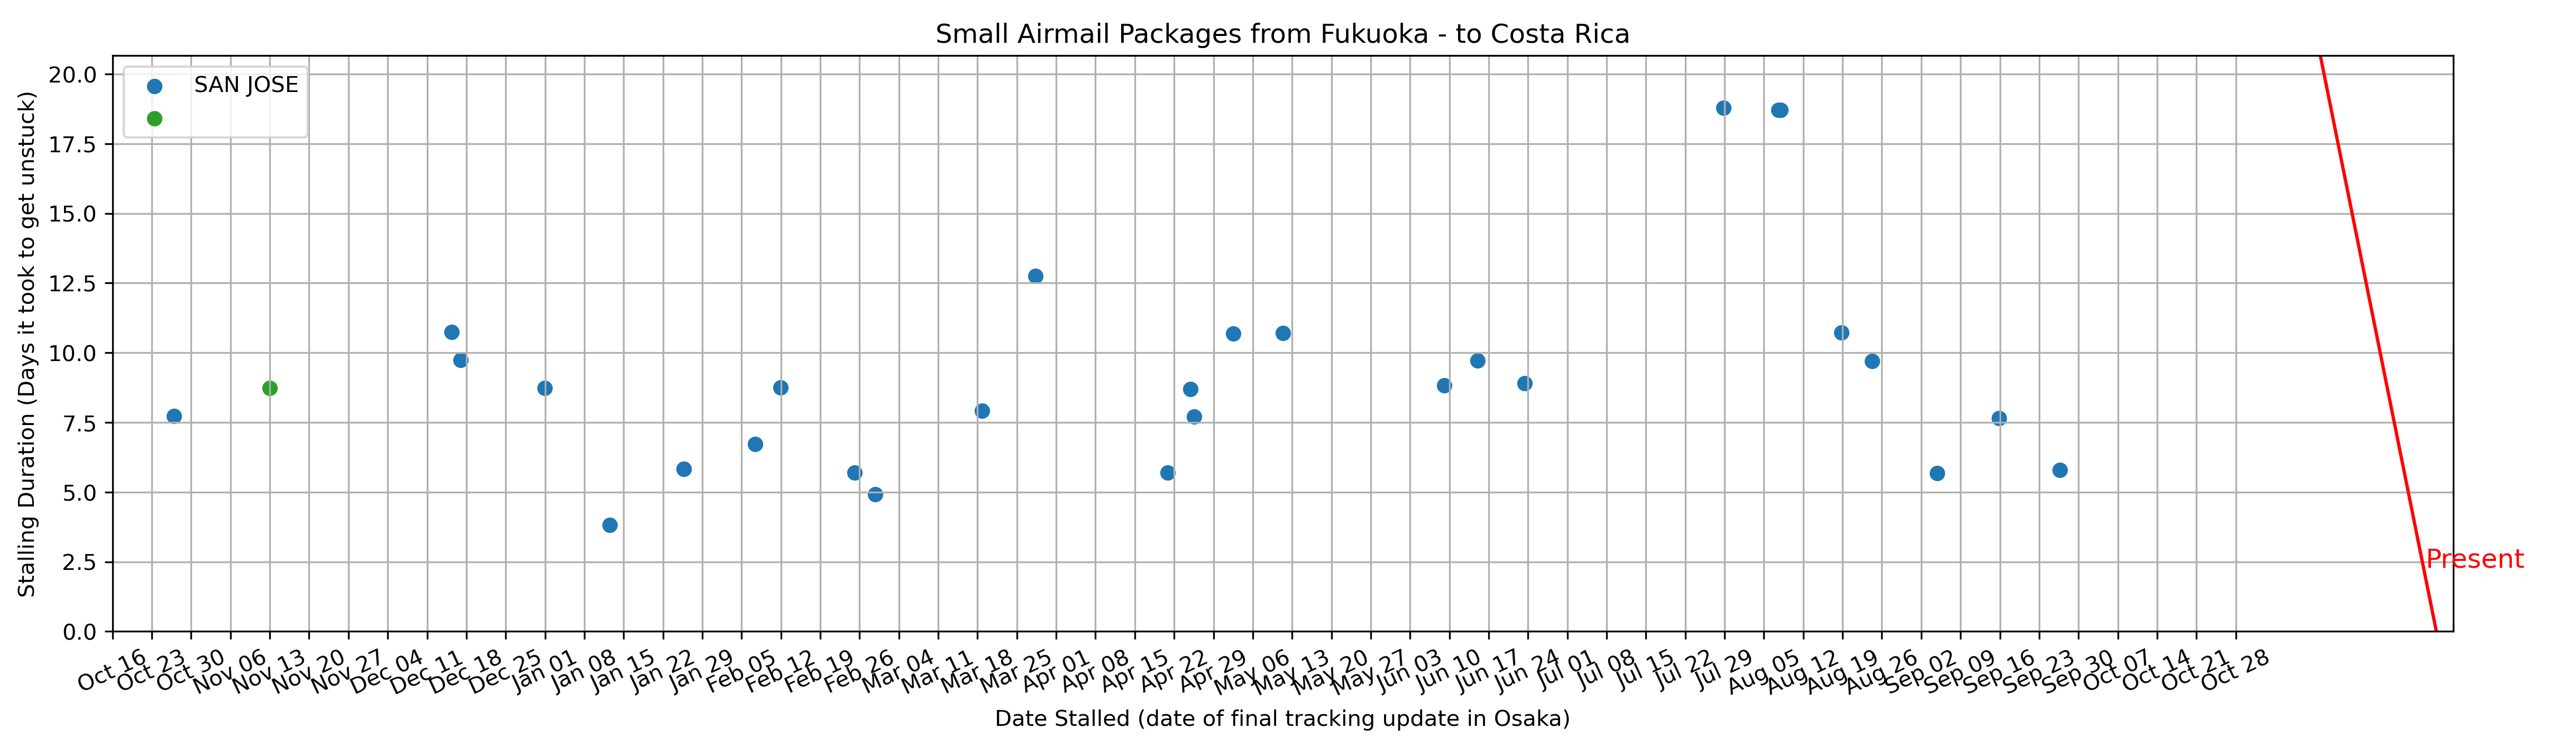 Small Airmail Packages from Fukuoka - to Costa Rica
SAN JOSE
Stalling Duration (Days it took to get unstuck)
20.0
17.5
15.0
12.5
10.0
7.5
5.0
2.5
0.0
Present
Oct 16
Oct 23
Oct 30
Nov 06
Nov 13
Nov 20
Nov 27
Dec 04
Dec 11
Dec 18
Dec 25
Jan 01
Jan 08
Jan 15
Jan 22
Jan 29
Feb 05
Feb 12
Feb 19
Feb 26
Mar 04
Mar 11
Mar 18
Mar 25
Apr 01
Apr 08
Apr 15
Apr 22
Apr 29
May 06
May 13
May 20
May 27
Jun 03
Jun 10
Jun 17
Jun 24
Jul 01
Jul 08
Jul 15
Jul 22
Jul 29
Aug 05
Aug 12
Aug 19
Aug 26
Sep 02
Sep 09
Sep 16
Sep 23
Sep 30
Oct 07
Oct 14
Oct 21
Oct 28
Date Stalled (date of final tracking update in Osaka)